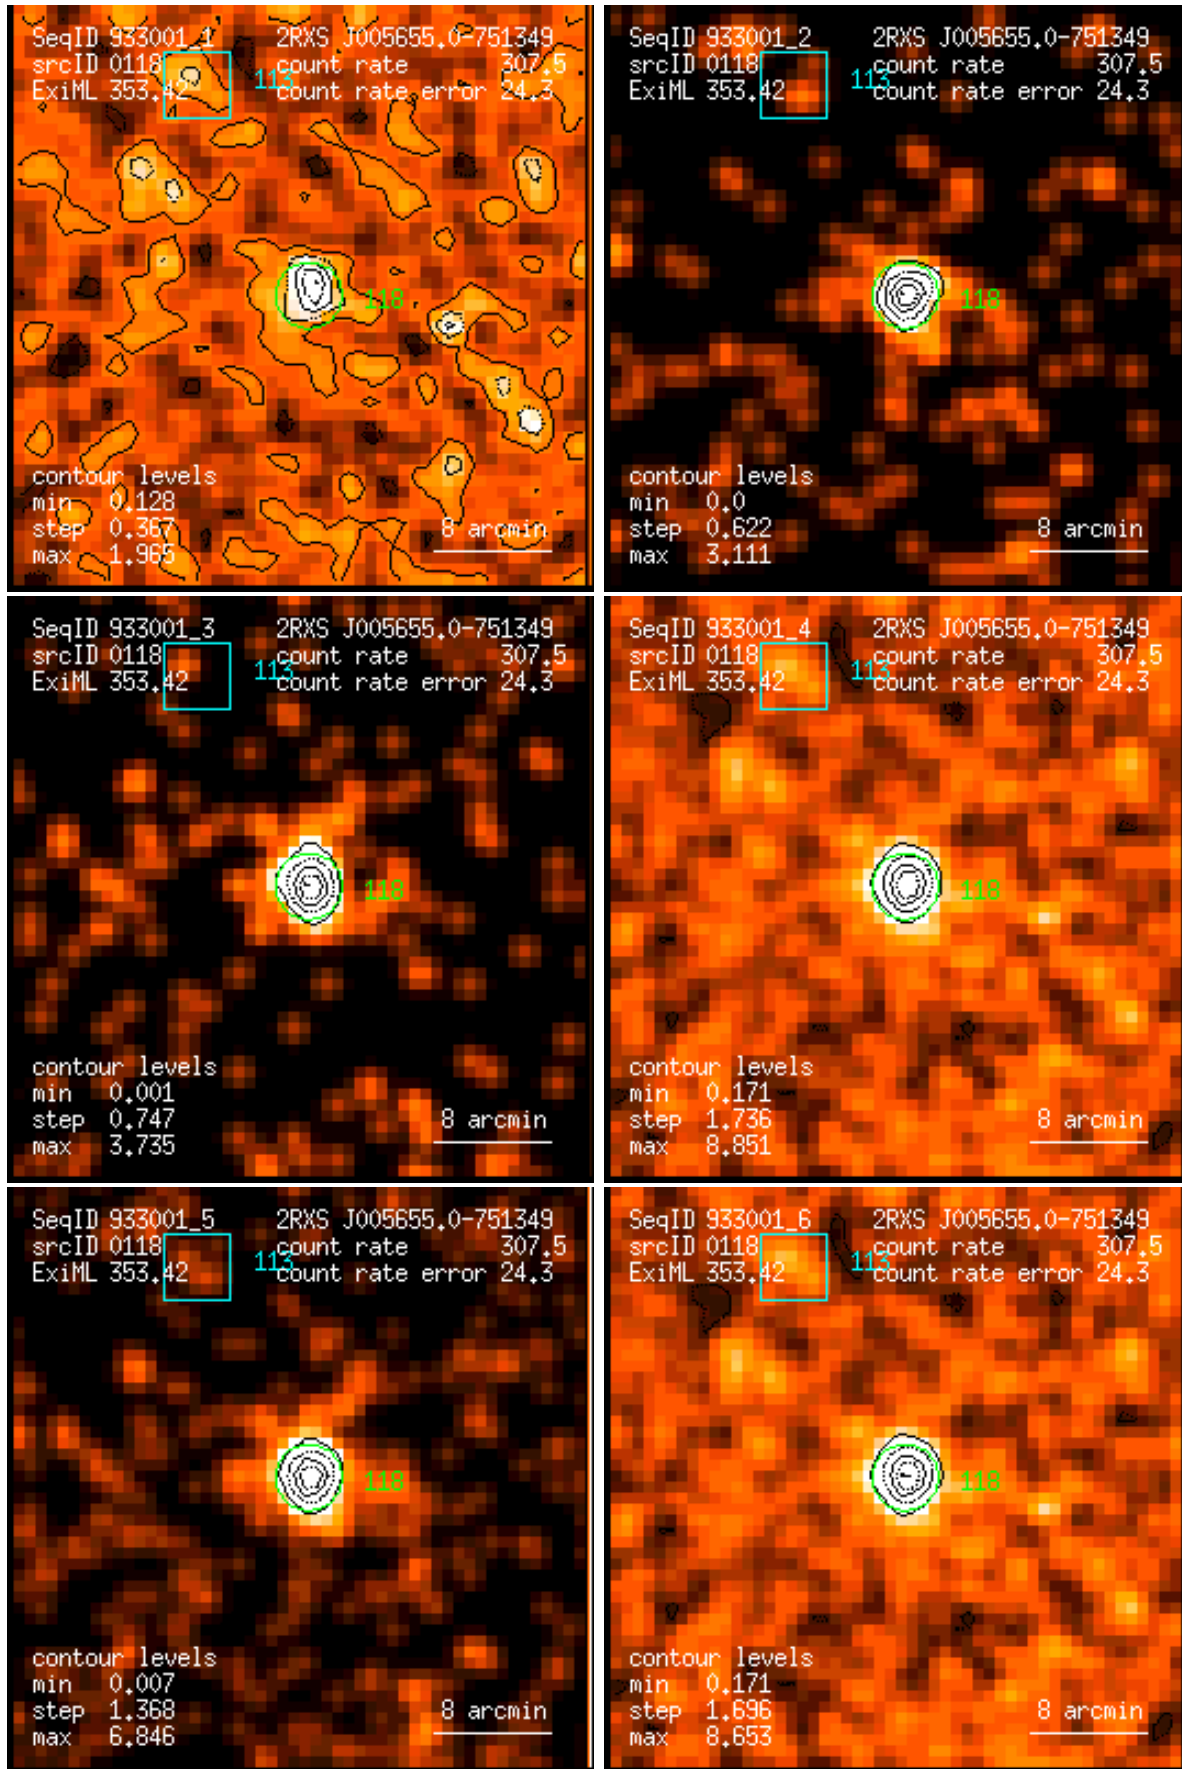 SeqID 933001_1 2RXS J005655.0-751349
srcID 0118 count rate 307.5
ExiML 353.42 113 count rate error 24.3
118
contour levels
min 0.128
step 0.367 8 arcmin
max 1.965
SeqID 933001_2 2RXS J005655.0-751349
srcID 0118 count rate 307.5
ExiML 353.42 113 count rate error 24.3
118
contour levels
min 0.0
step 0.622 8 arcmin
max 3.111
SeqID 933001_3 2RXS J005655.0-751349
srcID 0118 count rate 307.5
ExiML 353.42 113 count rate error 24.3
118
contour levels
min 0.001
step 0.747 8 arcmin
max 3.735
SeqID 933001_4 2RXS J005655.0-751349
srcID 0118 count rate 307.5
ExiML 353.42 113 count rate error 24.3
118
contour levels
min 0.171
step 1.736 8 arcmin
max 8.851
SeqID 933001_5 2RXS J005655.0-751349
srcID 0118 count rate 307.5
ExiML 353.42 113 count rate error 24.3
118
contour levels
min 0.007
step 1.368 8 arcmin
max 6.846
SeqID 933001_6 2RXS J005655.0-751349
srcID 0118 count rate 307.5
ExiML 353.42 113 count rate error 24.3
118
contour levels
min 0.171
step 1.696 8 arcmin
max 8.653